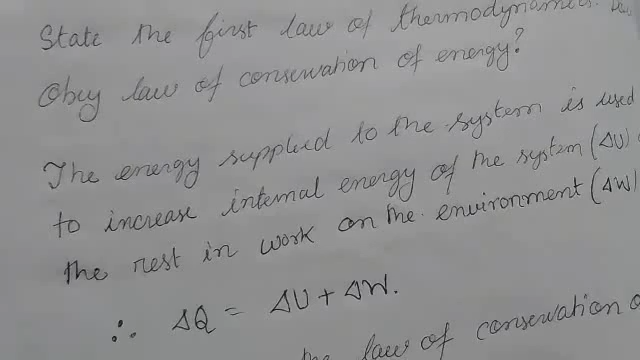 State the first law of thermodynamics.
Obey law of conservation of energy?
The energy supplied to the system is used
to increase internal energy of the system (ΔU)
the rest in work on the environment (ΔW)
∴ ΔQ = ΔU + ΔW.
the law of conservation